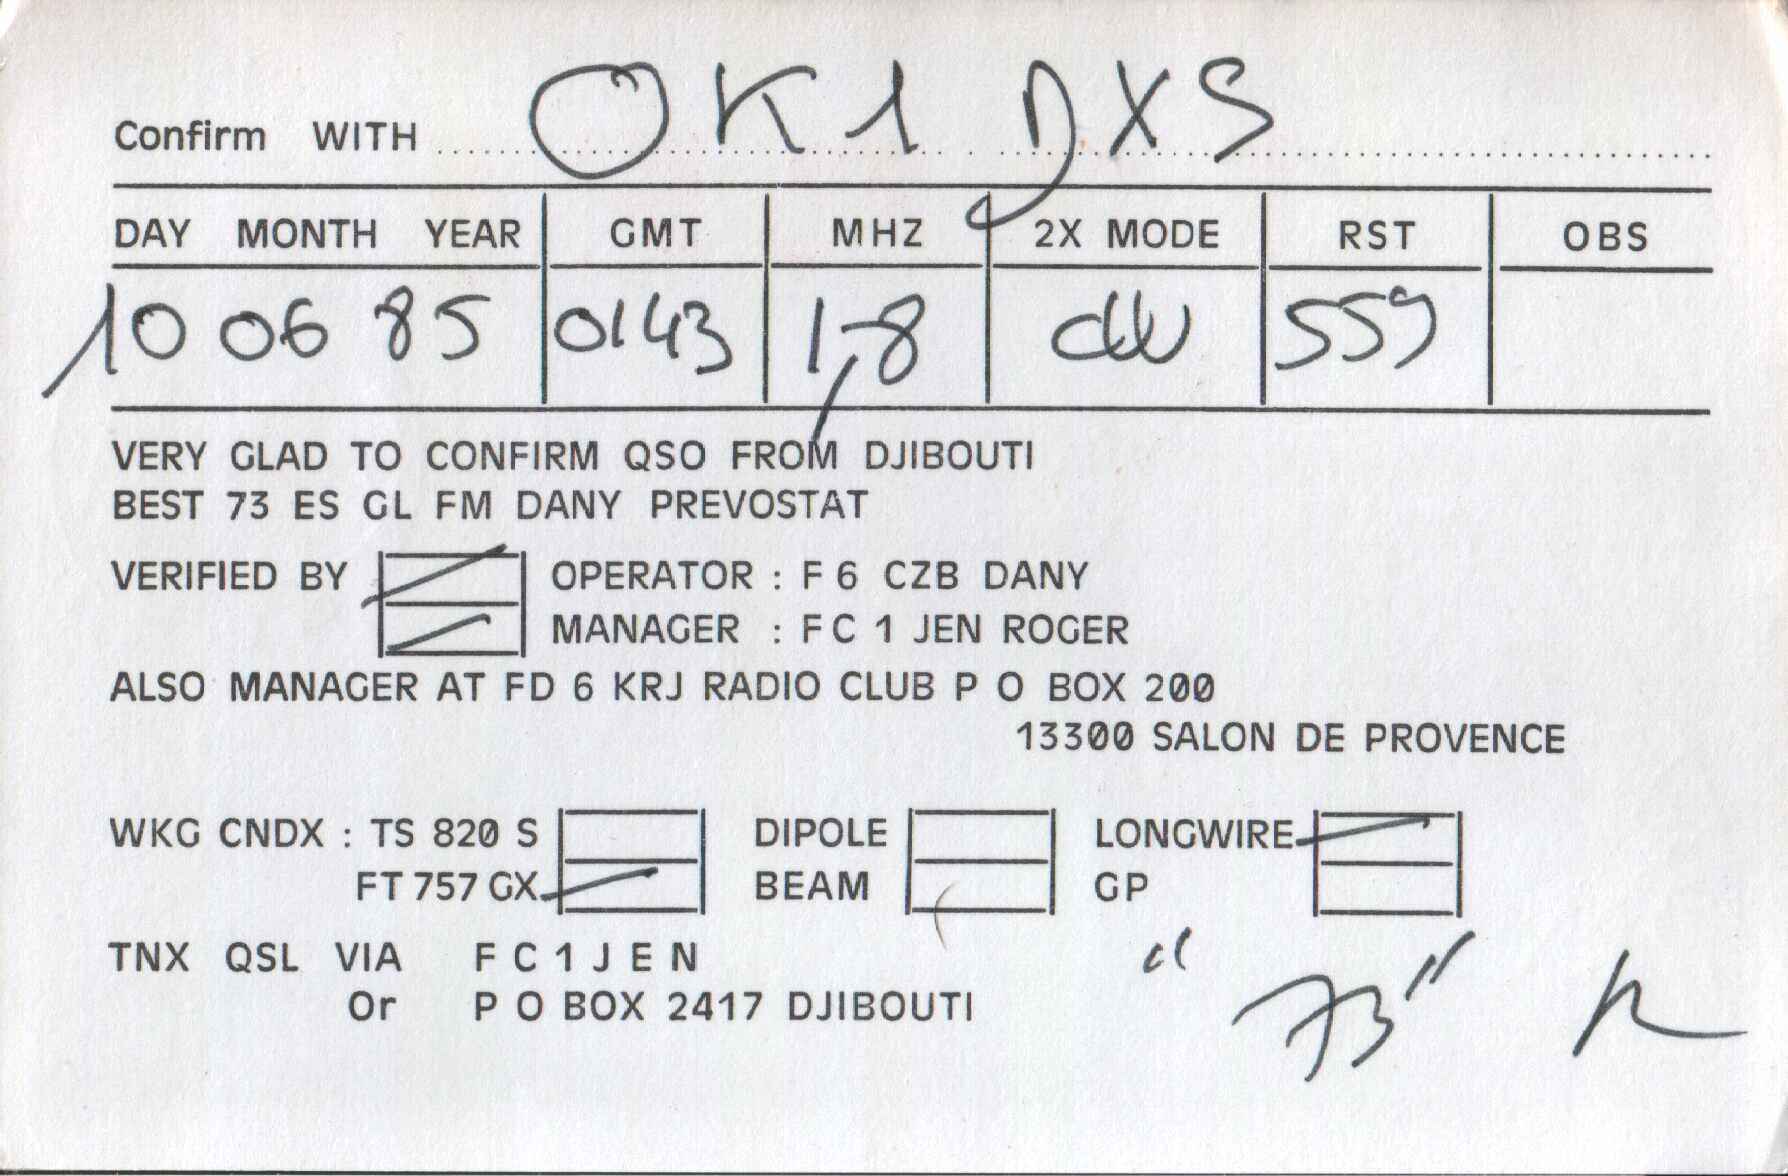 Confirm WITH OK1 DXS
DAY MONTH YEAR GMT MHZ 2X MODE RST OBS
10 06 85 0143 1,8 CW 559
VERY GLAD TO CONFIRM QSO FROM DJIBOUTI
BEST 73 ES GL FM DANY PREVOSTAT
VERIFIED BY OPERATOR : F 6 CZB DANY
MANAGER : FC 1 JEN ROGER
ALSO MANAGER AT FD 6 KRJ RADIO CLUB P O BOX 200
13300 SALON DE PROVENCE
WKG CNDX : TS 820 S DIPOLE LONGWIRE
FT 757 GX BEAM GP
TNX QSL VIA F C 1 J E N
Or P O BOX 2417 DJIBOUTI
"73"